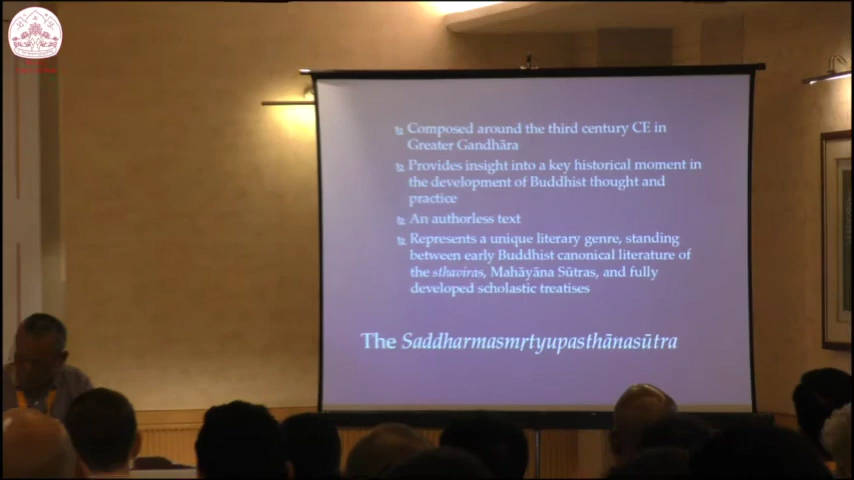 Composed around the third century CE in
Greater Gandhāra
Provides insight into a key historical moment in
the development of Buddhist thought and
practice
An authorless text
Represents a unique literary genre, standing
between early Buddhist canonical literature of
the sthaviras, Mahāyāna Sūtras, and fully
developed scholastic treatises
The Saddharmasmṛtyupasthānasūtra